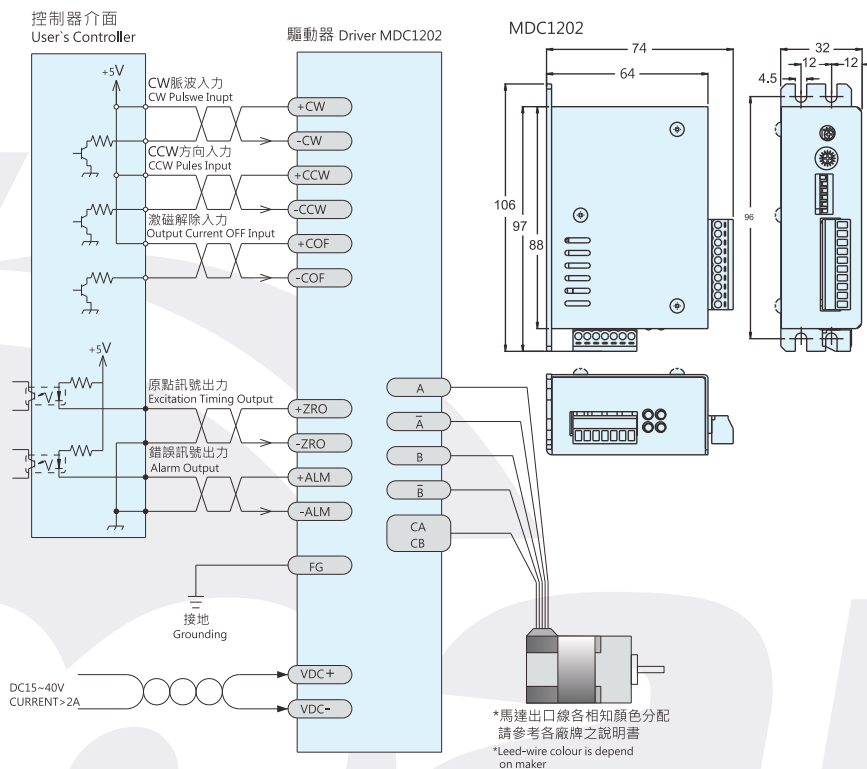 控制器介面
User`s Controller
驅動器 Driver MDC1202
MDC1202
+5V
CW脈波入力
CW Pulswe Inupt
+CW
-CW
CCW方向入力
CCW Pules Input
+CCW
-CCW
激磁解除入力
Output Current OFF Input
+COF
-COF
+5V
原點訊號出力
Excitation Timing Output
+ZRO
-ZRO
錯誤訊號出力
Alarm Output
+ALM
-ALM
FG
接地
Grounding
DC15~40V
CURRENT>2A
VDC+
VDC-
A
A̅
B
B̅
CA
CB
*馬達出口線各相知顏色分配
請參考各廠牌之說明書
*Leed-wire colour is depend
on maker
74
64
106
97
88
32
12
12
4.5
96